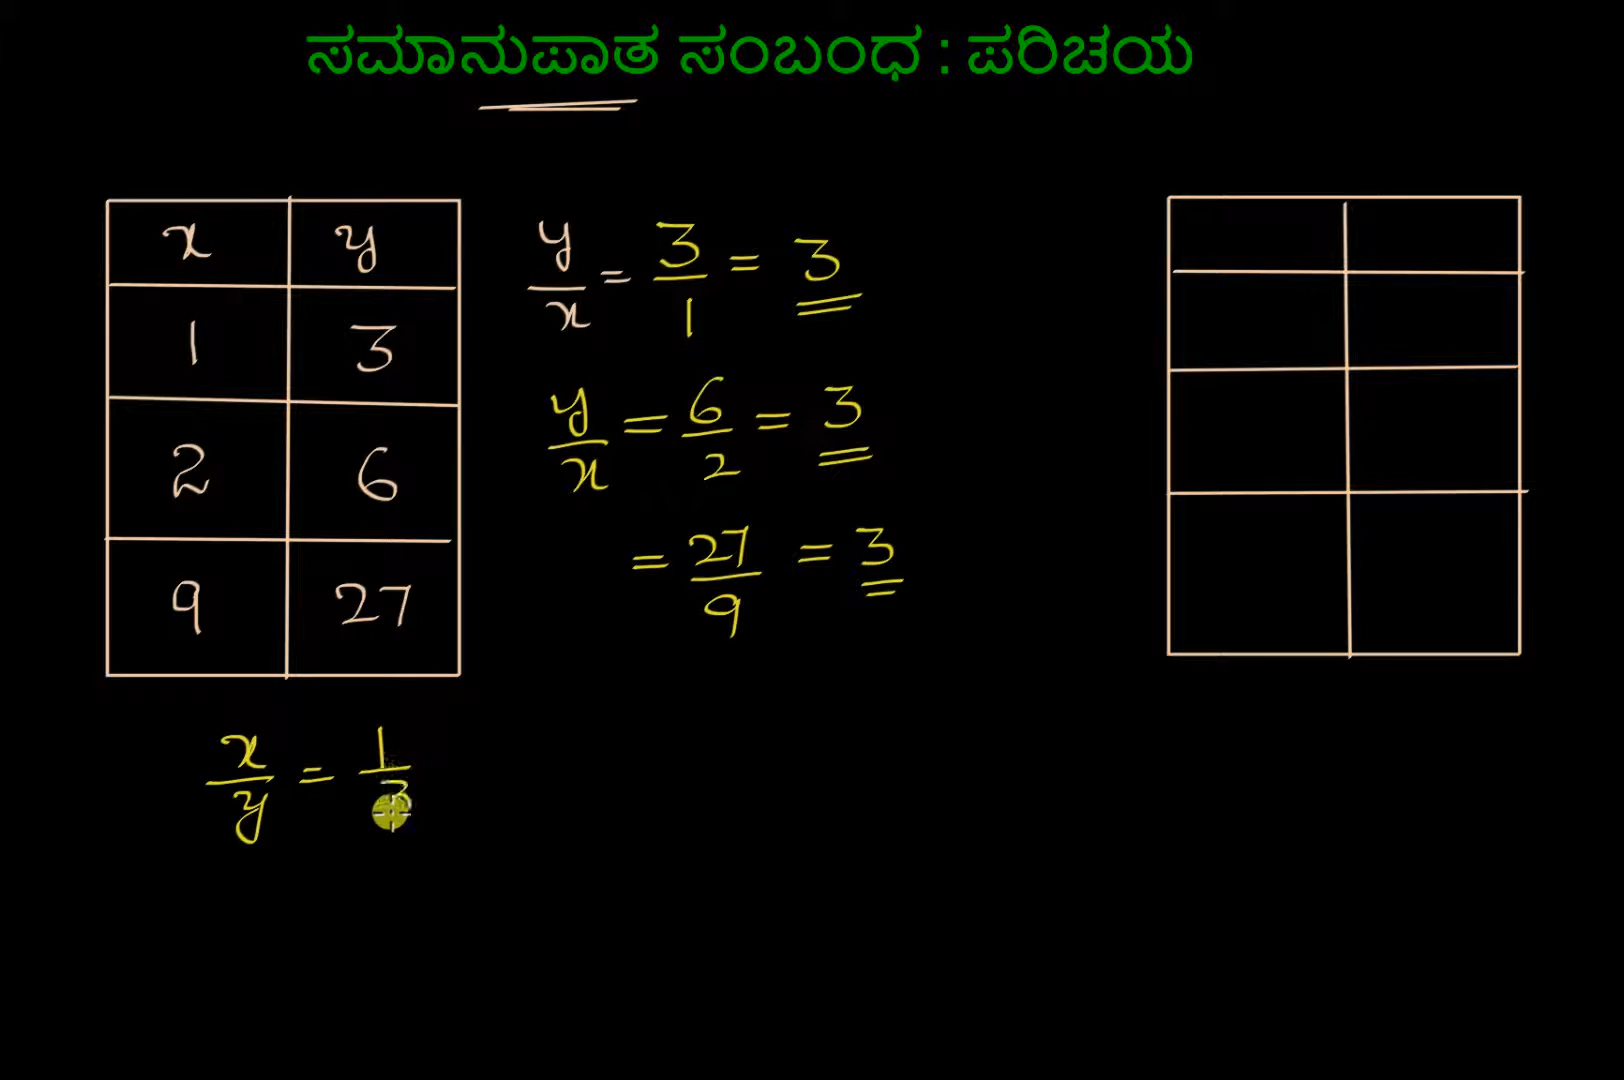 ಸಮಾನುಪಾತ ಸಂಬಂಧ : ಪರಿಚಯ
x y
1 3
2 6
9 27
y/x = 3/1 = 3
y/x = 6/2 = 3
= 27/9 = 3
x/y = 1/3